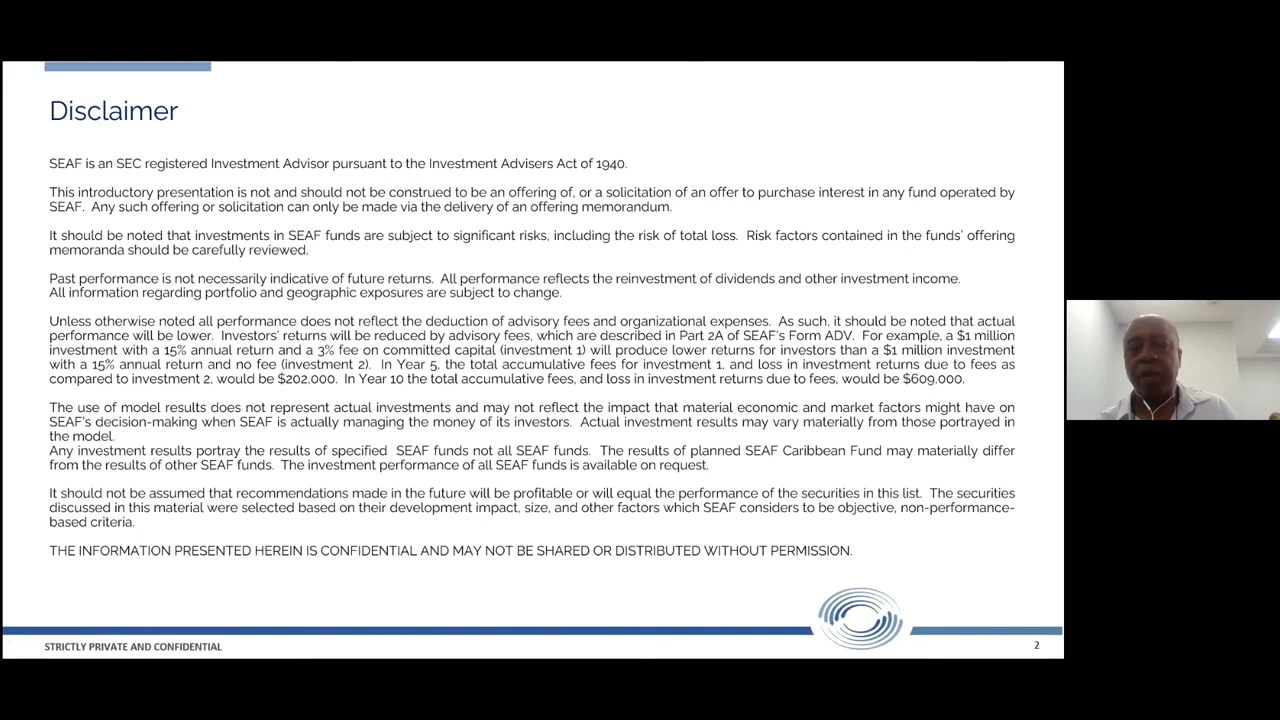 Disclaimer
SEAF is an SEC registered Investment Advisor pursuant to the Investment Advisers Act of 1940.
This introductory presentation is not and should not be construed to be an offering of, or a solicitation of an offer to purchase interest in any fund operated by
SEAF. Any such offering or solicitation can only be made via the delivery of an offering memorandum.
It should be noted that investments in SEAF funds are subject to significant risks, including the risk of total loss. Risk factors contained in the funds' offering
memoranda should be carefully reviewed.
Past performance is not necessarily indicative of future returns. All performance reflects the reinvestment of dividends and other investment income.
All information regarding portfolio and geographic exposures are subject to change.
Unless otherwise noted all performance does not reflect the deduction of advisory fees and organizational expenses. As such, it should be noted that actual
performance will be lower. Investors' returns will be reduced by advisory fees, which are described in Part 2A of SEAF's Form ADV. For example, a $1 million
investment with a 15% annual return and a 3% fee on committed capital (investment 1) will produce lower returns for investors than a $1 million investment
with a 15% annual return and no fee (investment 2). In Year 5, the total accumulative fees for investment 1, and loss in investment returns due to fees as
compared to investment 2, would be $202,000. In Year 10 the total accumulative fees, and loss in investment returns due to fees, would be $609,000.
The use of model results does not represent actual investments and may not reflect the impact that material economic and market factors might have on
SEAF's decision-making when SEAF is actually managing the money of its investors. Actual investment results may vary materially from those portrayed in
the model.
Any investment results portray the results of specified SEAF funds not all SEAF funds. The results of planned SEAF Caribbean Fund may materially differ
from the results of other SEAF funds. The investment performance of all SEAF funds is available on request.
It should not be assumed that recommendations made in the future will be profitable or will equal the performance of the securities in this list. The securities
discussed in this material were selected based on their development impact, size, and other factors which SEAF considers to be objective, non-performance-
based criteria.
THE INFORMATION PRESENTED HEREIN IS CONFIDENTIAL AND MAY NOT BE SHARED OR DISTRIBUTED WITHOUT PERMISSION.
STRICTLY PRIVATE AND CONFIDENTIAL
2